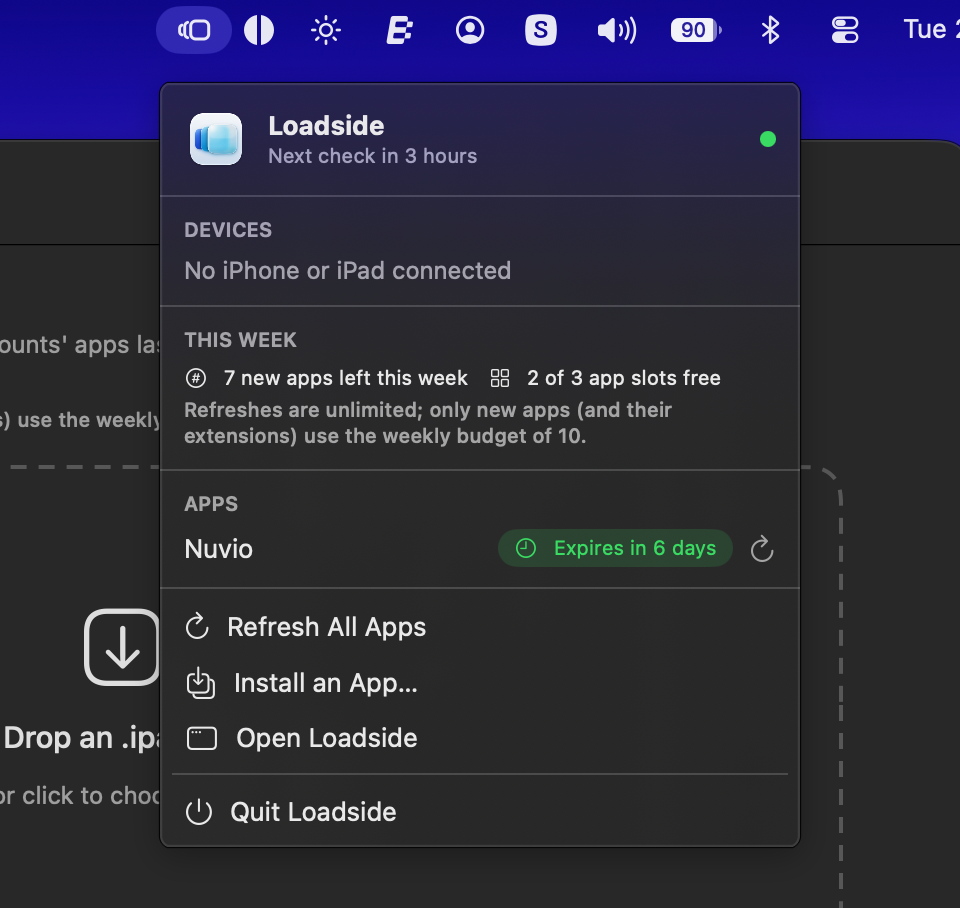 S
90
Tue 2
Loadside
Next check in 3 hours
DEVICES
No iPhone or iPad connected
ounts' apps las
THIS WEEK
# 7 new apps left this week 2 of 3 app slots free
Refreshes are unlimited; only new apps (and their
s) use the weekly
extensions) use the weekly budget of 10.
APPS
Nuvio Expires in 6 days
Refresh All Apps
Install an App...
Drop an .ipa
Open Loadside
or click to choo
Quit Loadside